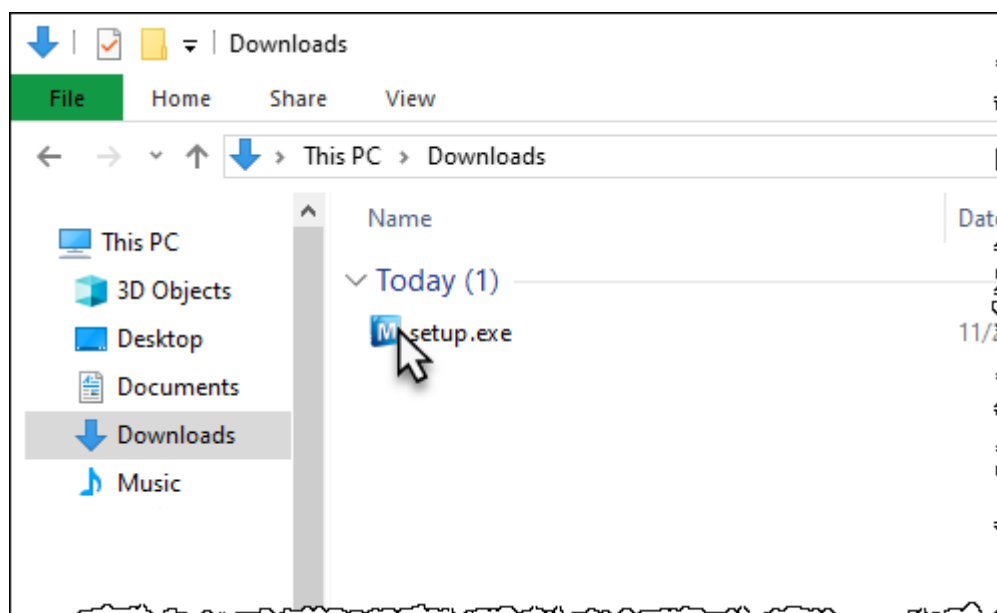 Downloads
File Home Share View
This PC > Downloads
Name
This PC
Today (1)
3D Objects
setup.exe
Desktop
Documents
Downloads
Music